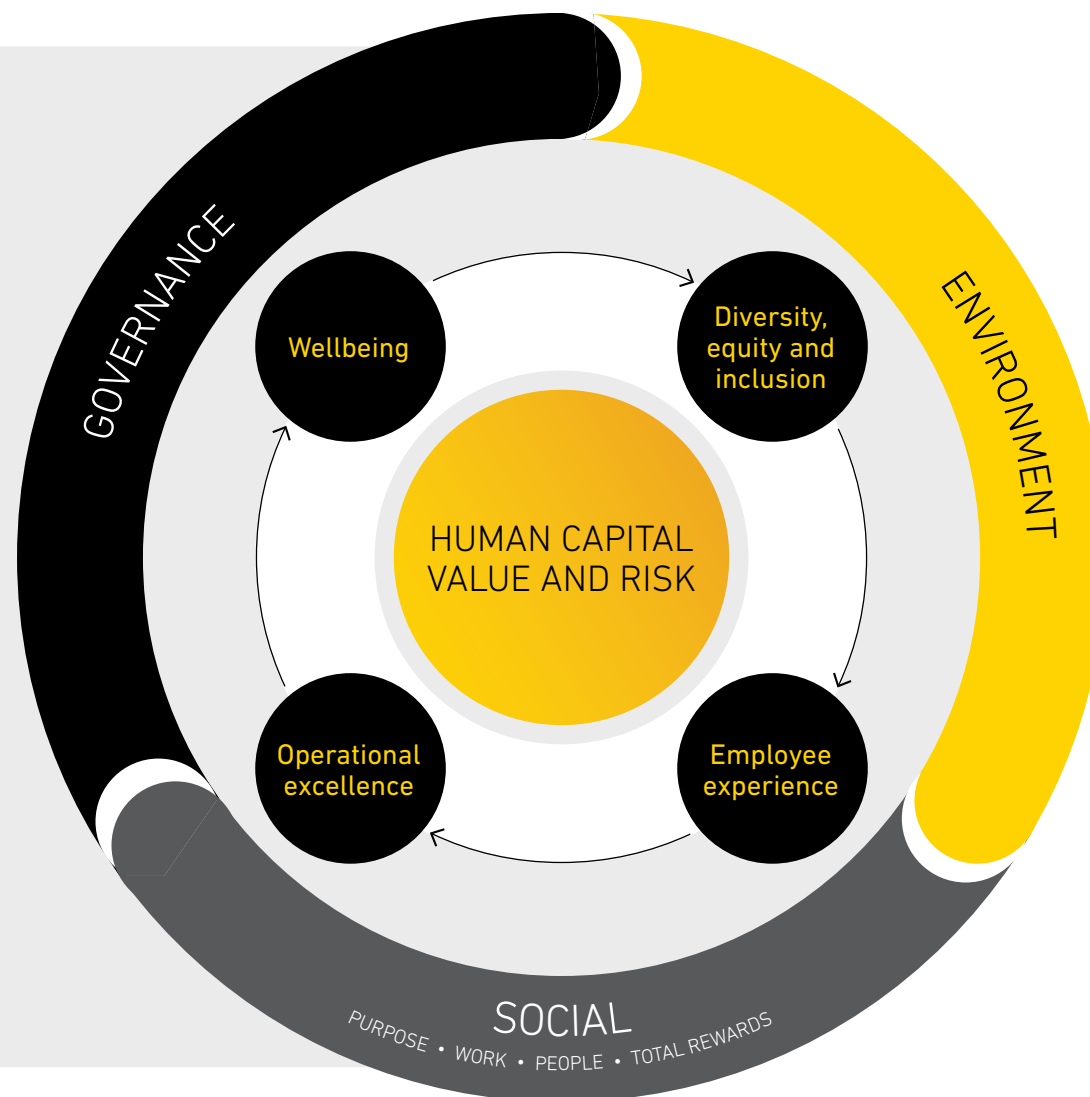 GOVERNANCE
ENVIRONMENT
Wellbeing
Diversity,
equity and
inclusion
HUMAN CAPITAL
VALUE AND RISK
Operational
excellence
Employee
experience
SOCIAL
PURPOSE • WORK • PEOPLE • TOTAL REWARDS